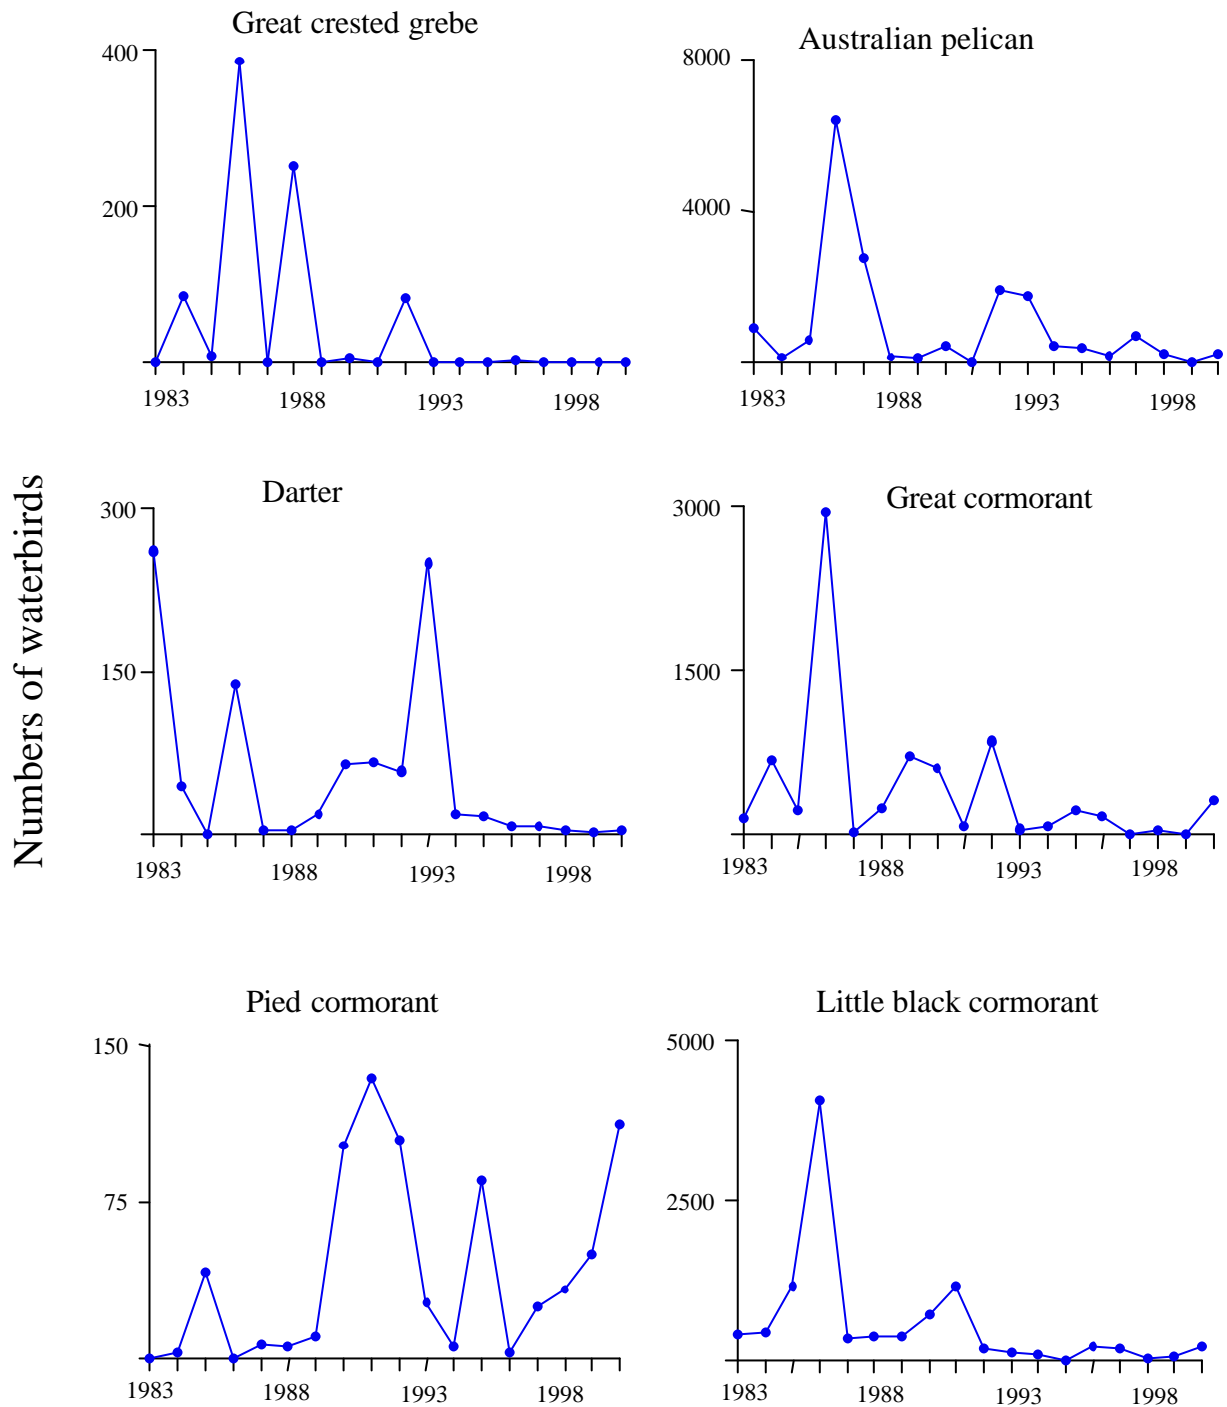 Numbers of waterbirds
Great crested grebe
400
200
1983 1988 1993 1998
Australian pelican
8000
4000
1983 1988 1993 1998
Darter
300
150
1983 1988 1993 1998
Great cormorant
3000
1500
1983 1988 1993 1998
Pied cormorant
150
75
1983 1988 1993 1998
Little black cormorant
5000
2500
1983 1988 1993 1998